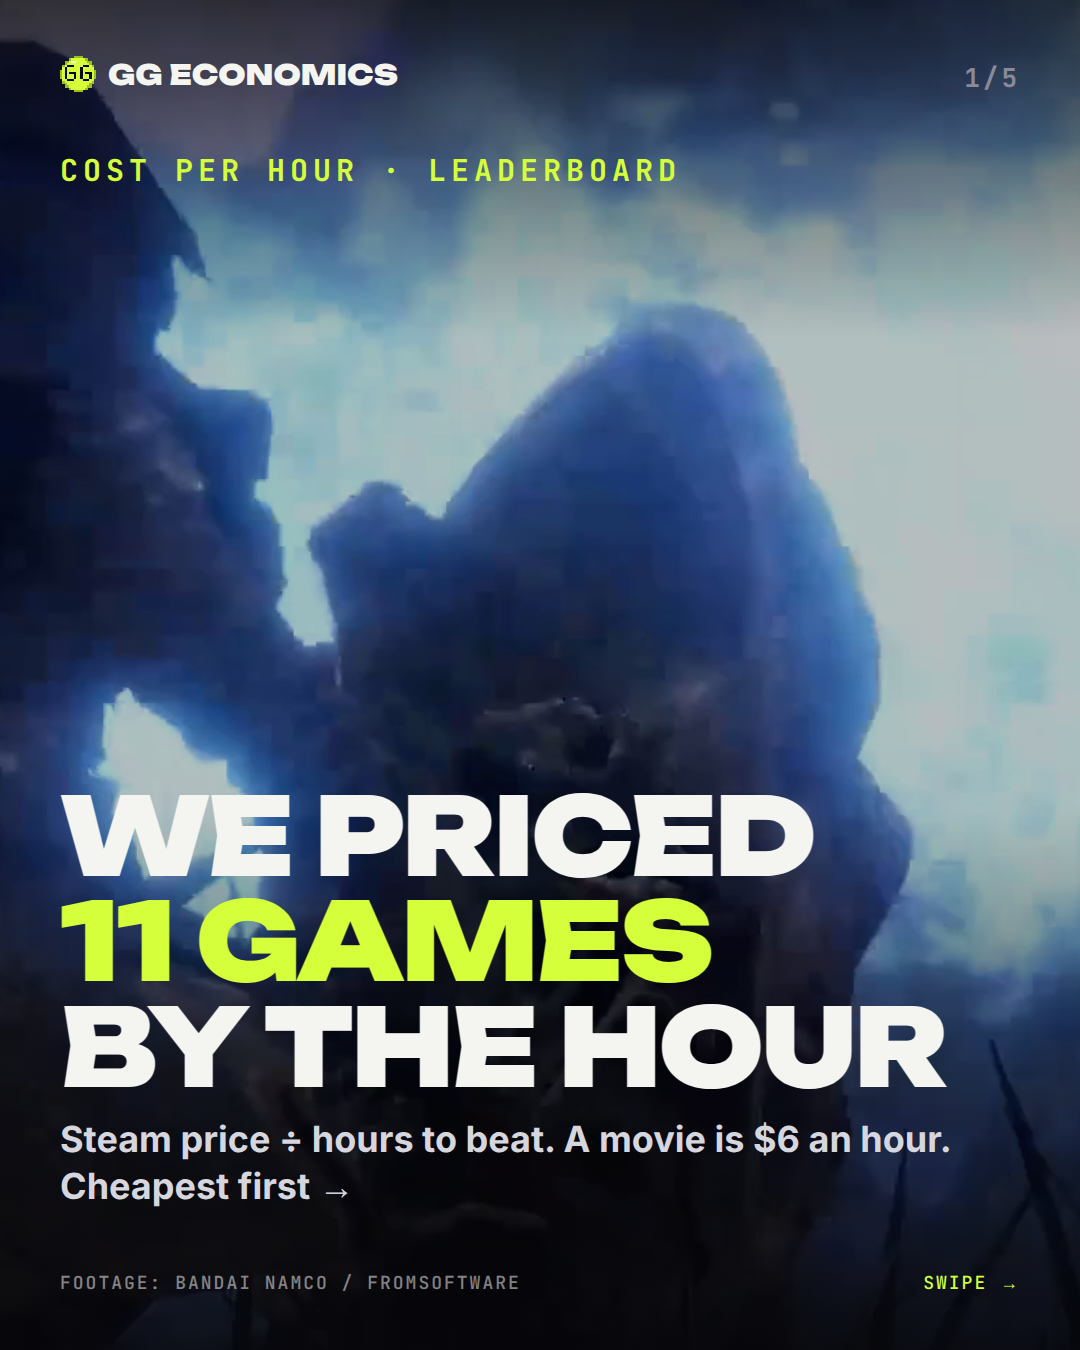 GG GG ECONOMICS
1/5
COST PER HOUR · LEADERBOARD
WE PRICED
11 GAMES
BY THE HOUR
Steam price ÷ hours to beat. A movie is $6 an hour.
Cheapest first →
FOOTAGE: BANDAI NAMCO / FROMSOFTWARE
SWIPE →